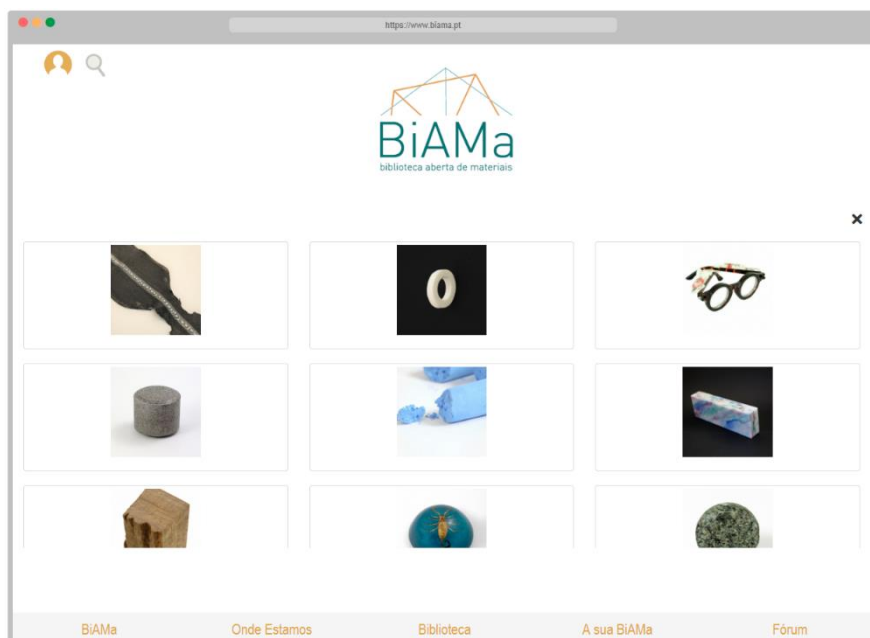 https://www.biama.pt
BiAMa
biblioteca aberta de materiais
BiAMa
Onde Estamos
Biblioteca
A sua BiAMa
Fórum